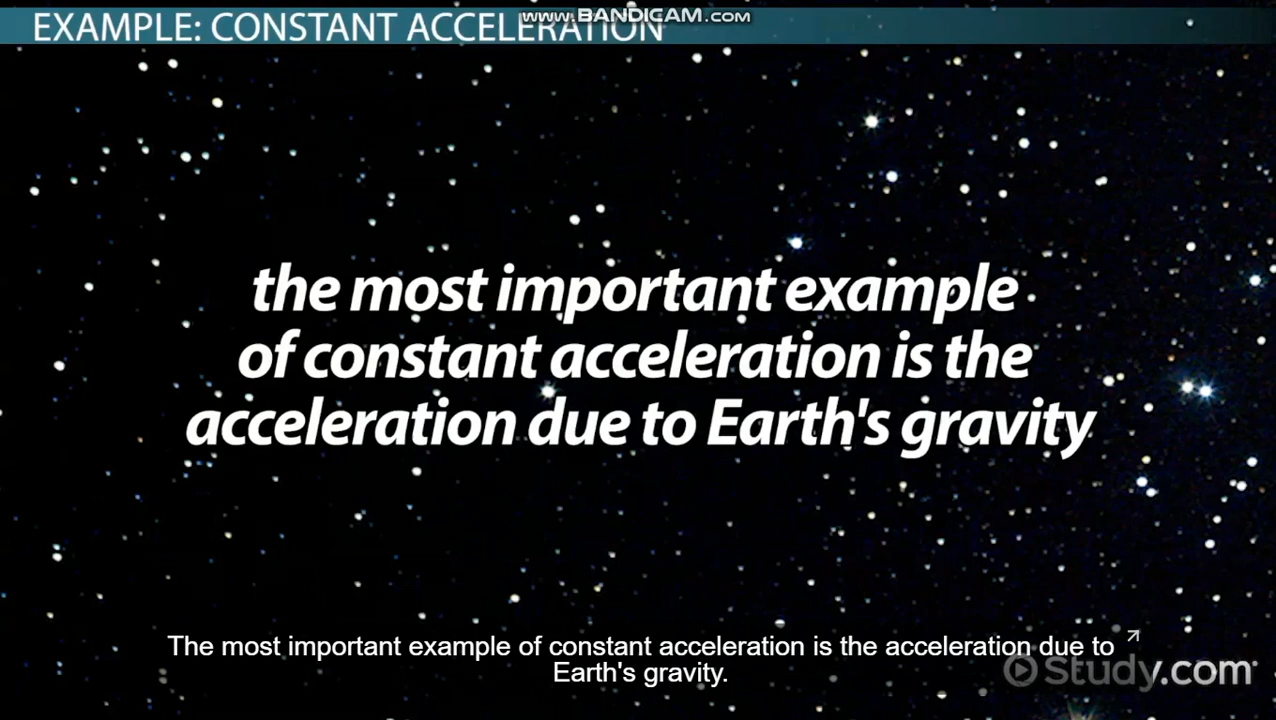 www.BANDICAM.com
EXAMPLE: CONSTANT ACCELERATION
the most important example
of constant acceleration is the
acceleration due to Earth's gravity
The most important example of constant acceleration is the acceleration due to
Earth's gravity.
Study.com